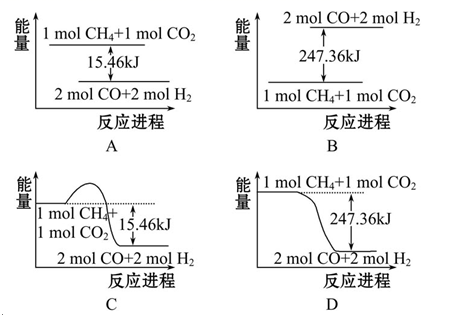 能量
1 mol CH₄+1 mol CO₂
15.46kJ
2 mol CO+2 mol H₂
反应进程
A
能量
2 mol CO+2 mol H₂
247.36kJ
1 mol CH₄+1 mol CO₂
反应进程
B
能量
1 mol CH₄+
1 mol CO₂
15.46kJ
2 mol CO+2 mol H₂
反应进程
C
能量
1 mol CH₄+1 mol CO₂
247.36kJ
2 mol CO+2 mol H₂
反应进程
D